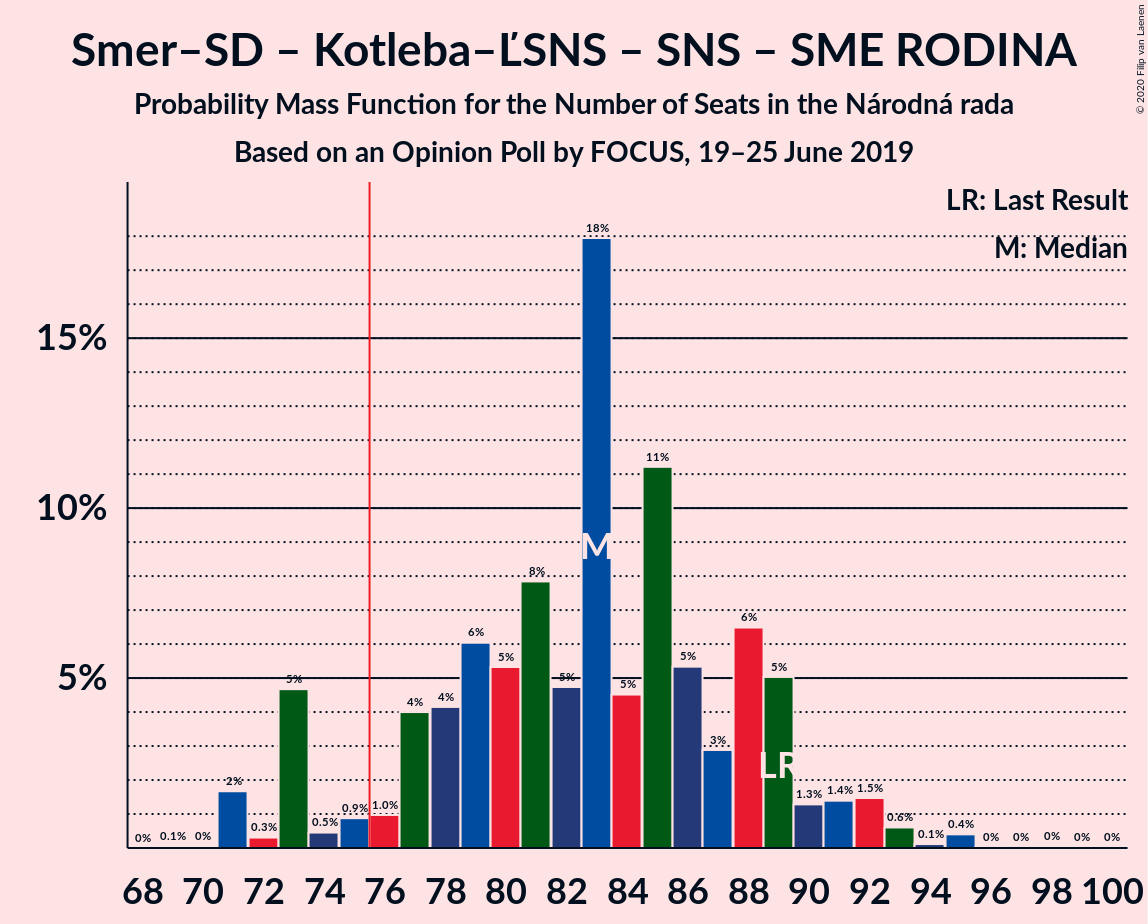 Smer–SD – Kotleba–ĽSNS – SNS – SME RODINA
Probability Mass Function for the Number of Seats in the Národná rada
Based on an Opinion Poll by FOCUS, 19–25 June 2019
© 2020 Filip van Laenen
LR: Last Result
M: Median
15%
10%
5%
0% 0.1% 0% 2% 0.3% 5% 0.5% 0.9% 1.0% 4% 4% 6% 5% 8% 5% 18% 5% 11% 5% 3% 6% 5% 1.3% 1.4% 1.5% 0.6% 0.1% 0.4% 0% 0% 0% 0% 0%
M
LR
68 70 72 74 76 78 80 82 84 86 88 90 92 94 96 98 100